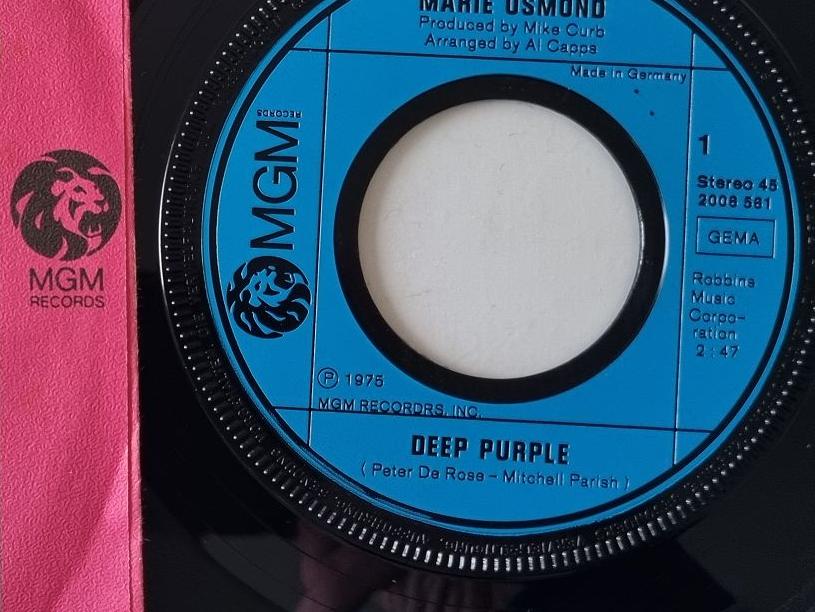 MARIE OSMOND
Produced by Mike Curb
Arranged by Al Capps
Made in Germany
MGM
RECORDS
1
Stereo 45
2006 561
GEMA
Robbins
Music
Corpo-
ration
2:47
Ⓟ 1975
MGM RECORDRS, INC.
DEEP PURPLE
( Peter De Rose - Mitchell Parish )
MGM
RECORDS